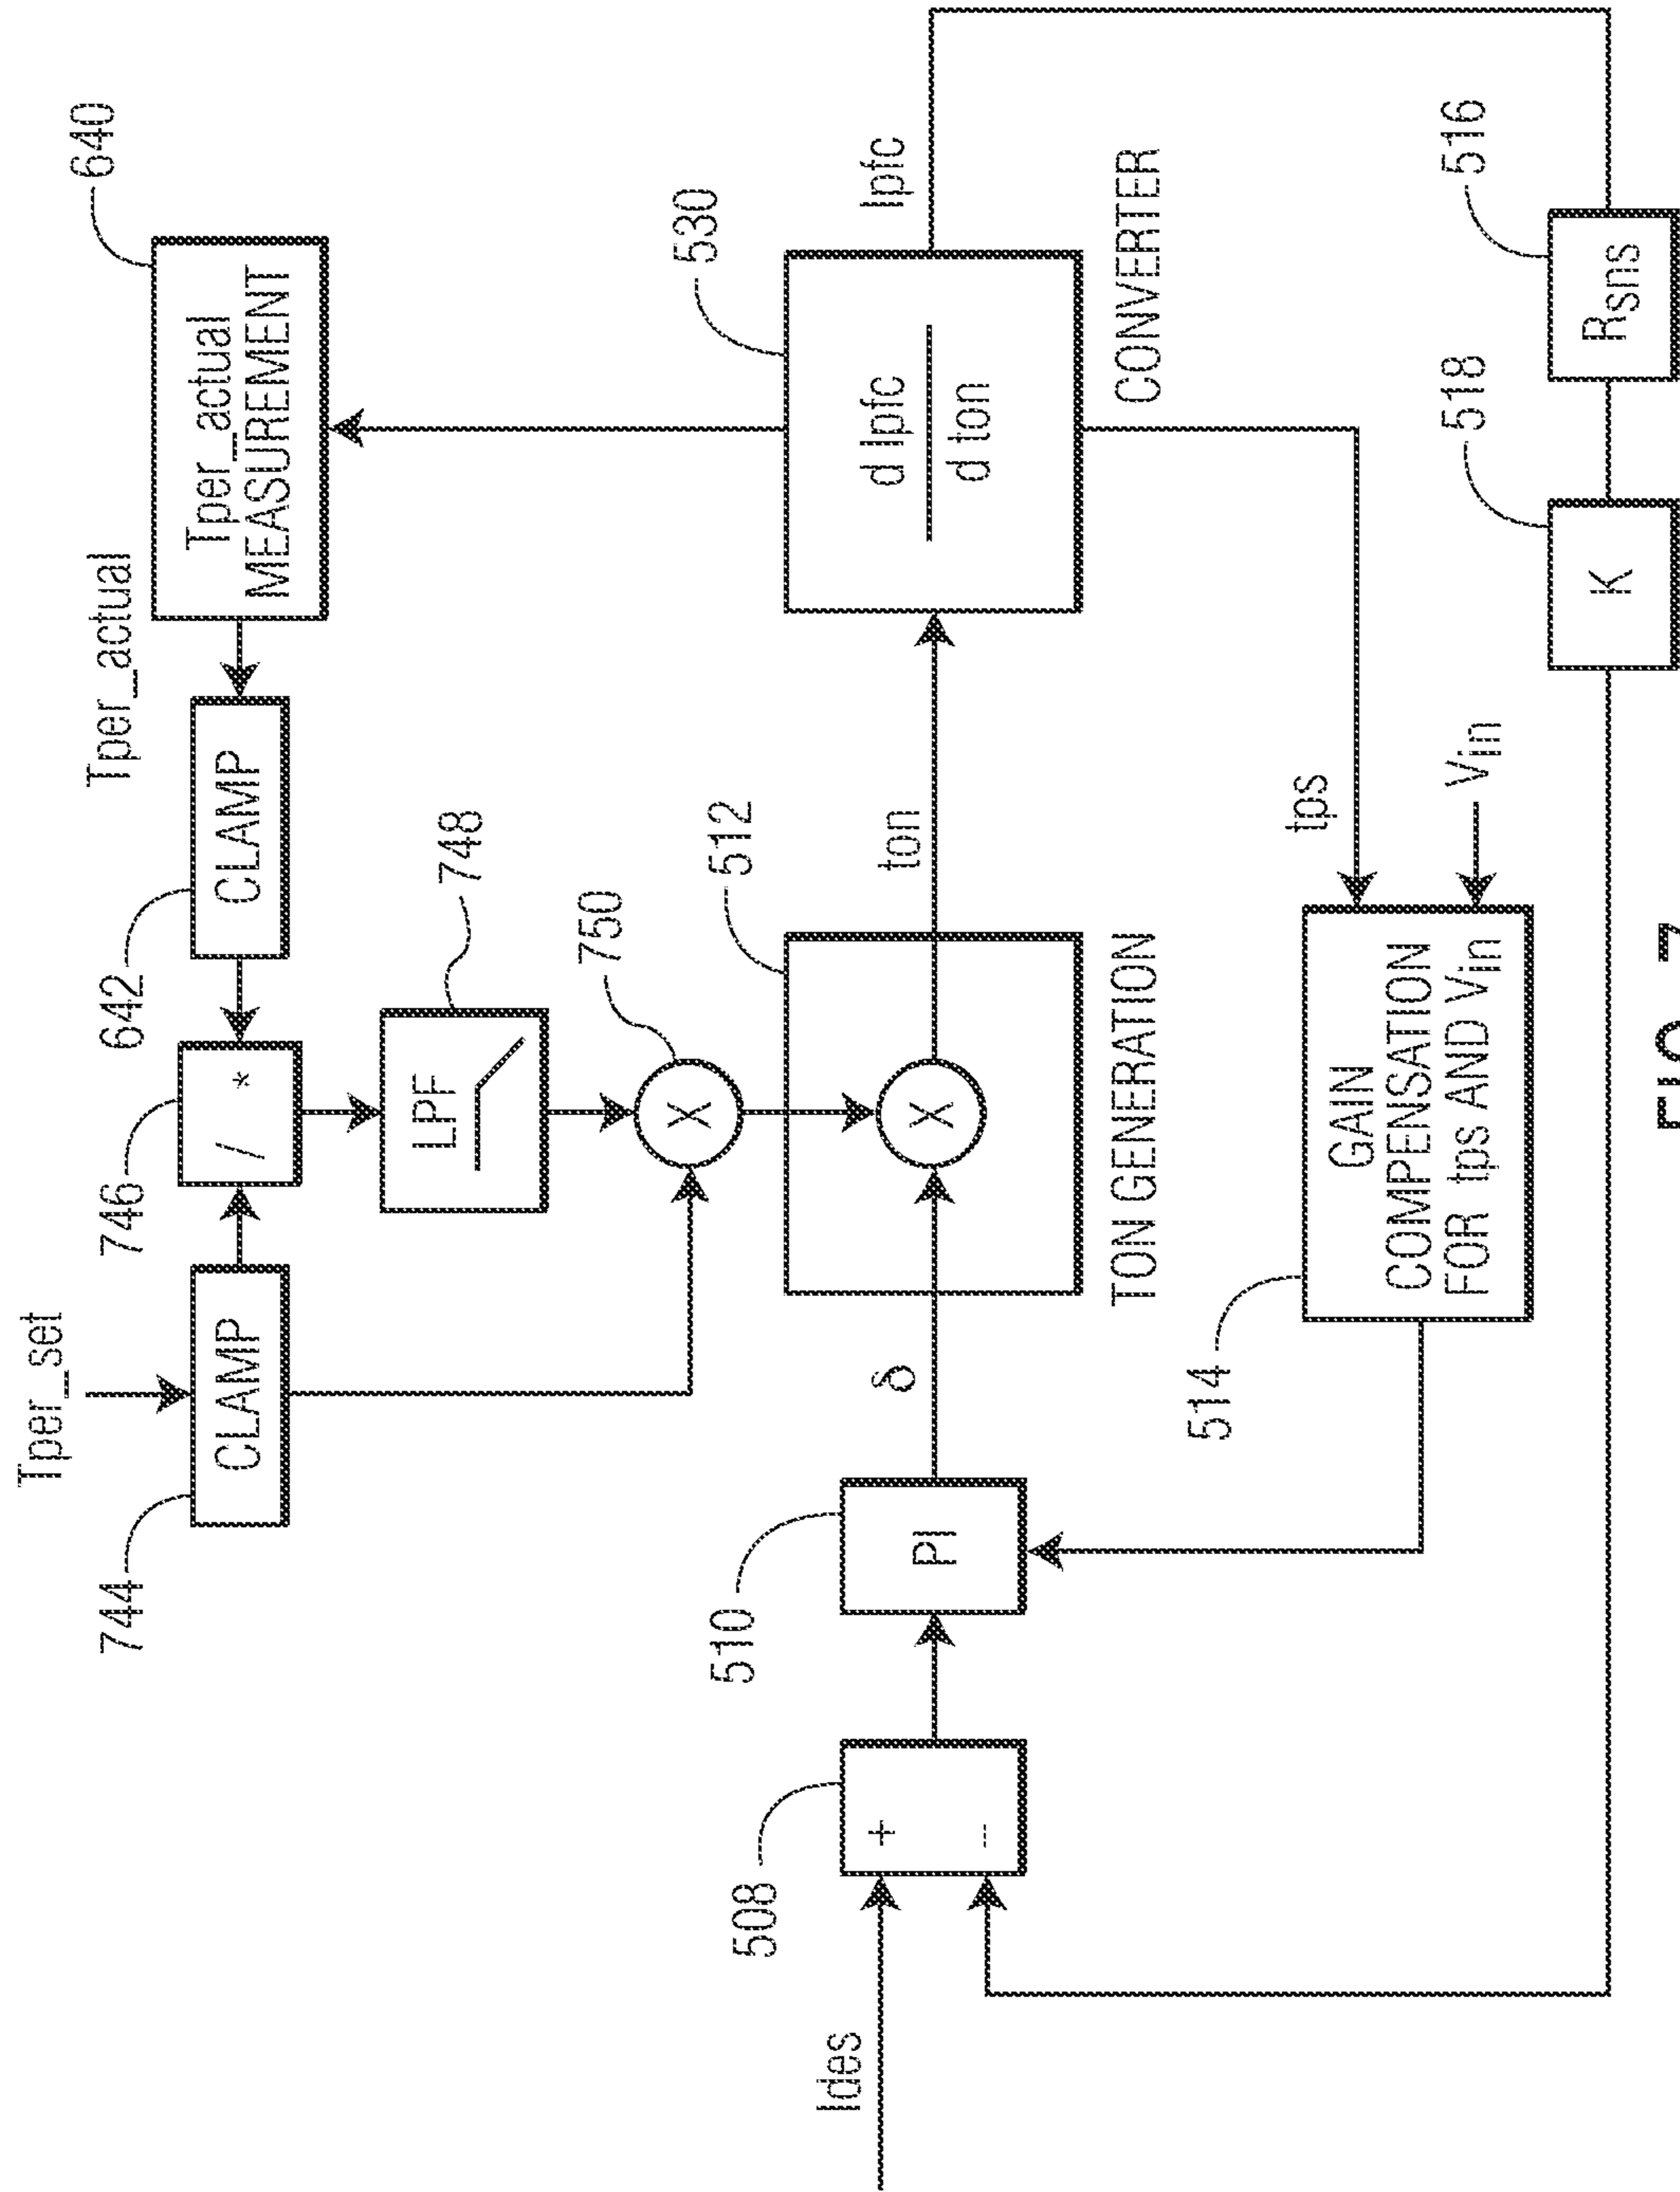 Tper_set
744
CLAMP
746
/ *
642
CLAMP
Tper_actual
Tper_actual
MEASUREMENT
640
LPF
748
750
X
Ides
508
+
-
510
PI
δ
X
512
TON GENERATION
ton
530
d Ipfc
d ton
CONVERTER
Ipfc
514
GAIN
COMPENSATION
FOR tps AND Vin
tps
Vin
K
518
Rsns
516